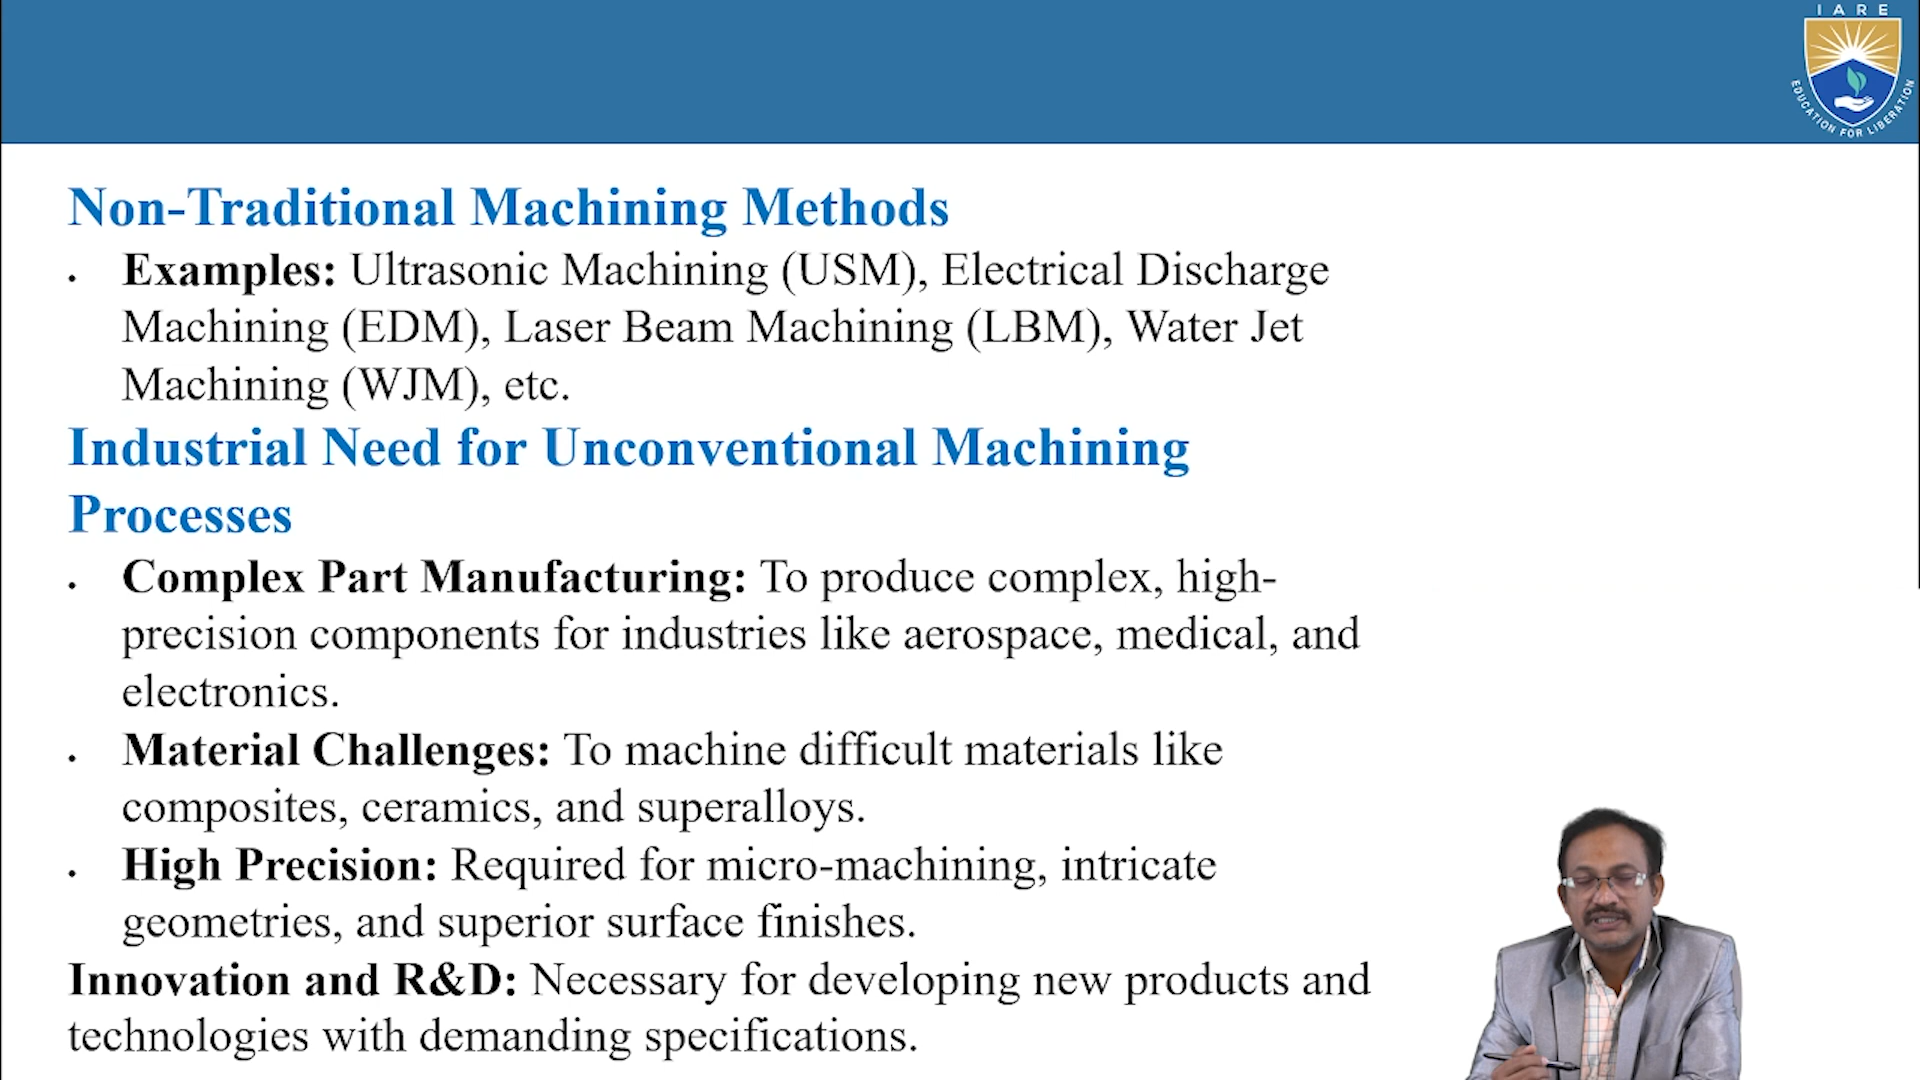 IARE
EDUCATION FOR LIBERATION
Non-Traditional Machining Methods
• Examples: Ultrasonic Machining (USM), Electrical Discharge
Machining (EDM), Laser Beam Machining (LBM), Water Jet
Machining (WJM), etc.
Industrial Need for Unconventional Machining
Processes
• Complex Part Manufacturing: To produce complex, high-
precision components for industries like aerospace, medical, and
electronics.
• Material Challenges: To machine difficult materials like
composites, ceramics, and superalloys.
• High Precision: Required for micro-machining, intricate
geometries, and superior surface finishes.
Innovation and R&D: Necessary for developing new products and
technologies with demanding specifications.